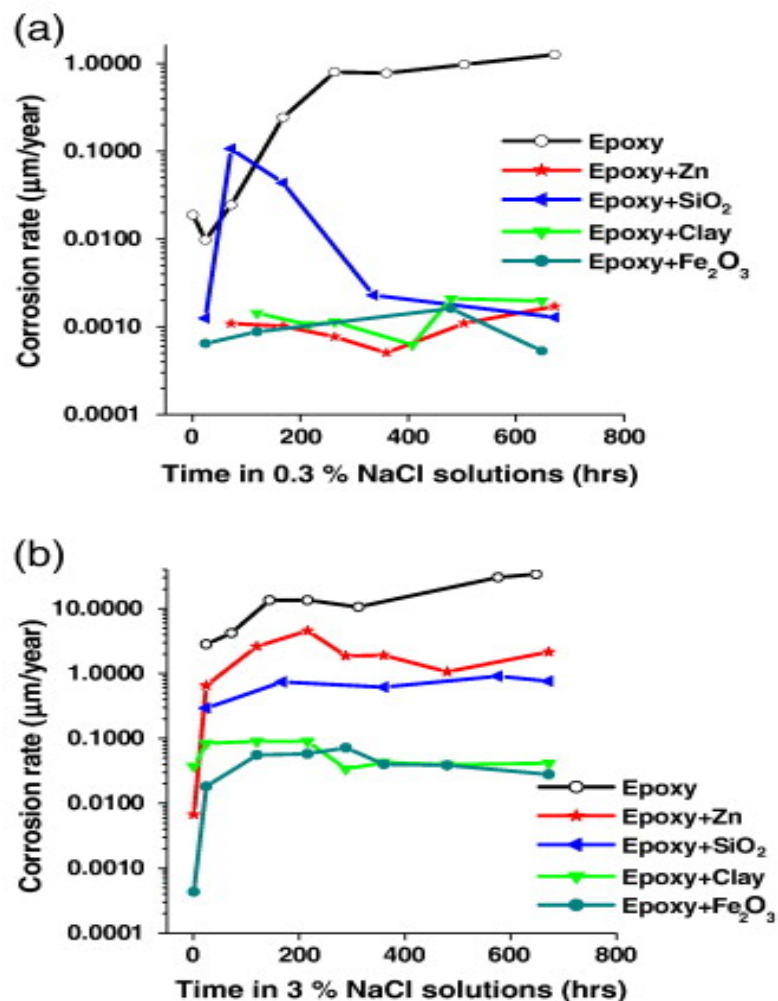 (a)
Corrosion rate (μm/year)
1.0000
0.1000
0.0100
0.0010
0.0001
Epoxy
Epoxy+Zn
Epoxy+SiO₂
Epoxy+Clay
Epoxy+Fe₂O₃
0 200 400 600 800
Time in 0.3 % NaCl solutions (hrs)
(b)
Corrosion rate (μm/year)
10.0000
1.0000
0.1000
0.0100
0.0010
0.0001
Epoxy
Epoxy+Zn
Epoxy+SiO₂
Epoxy+Clay
Epoxy+Fe₂O₃
0 200 400 600 800
Time in 3 % NaCl solutions (hrs)